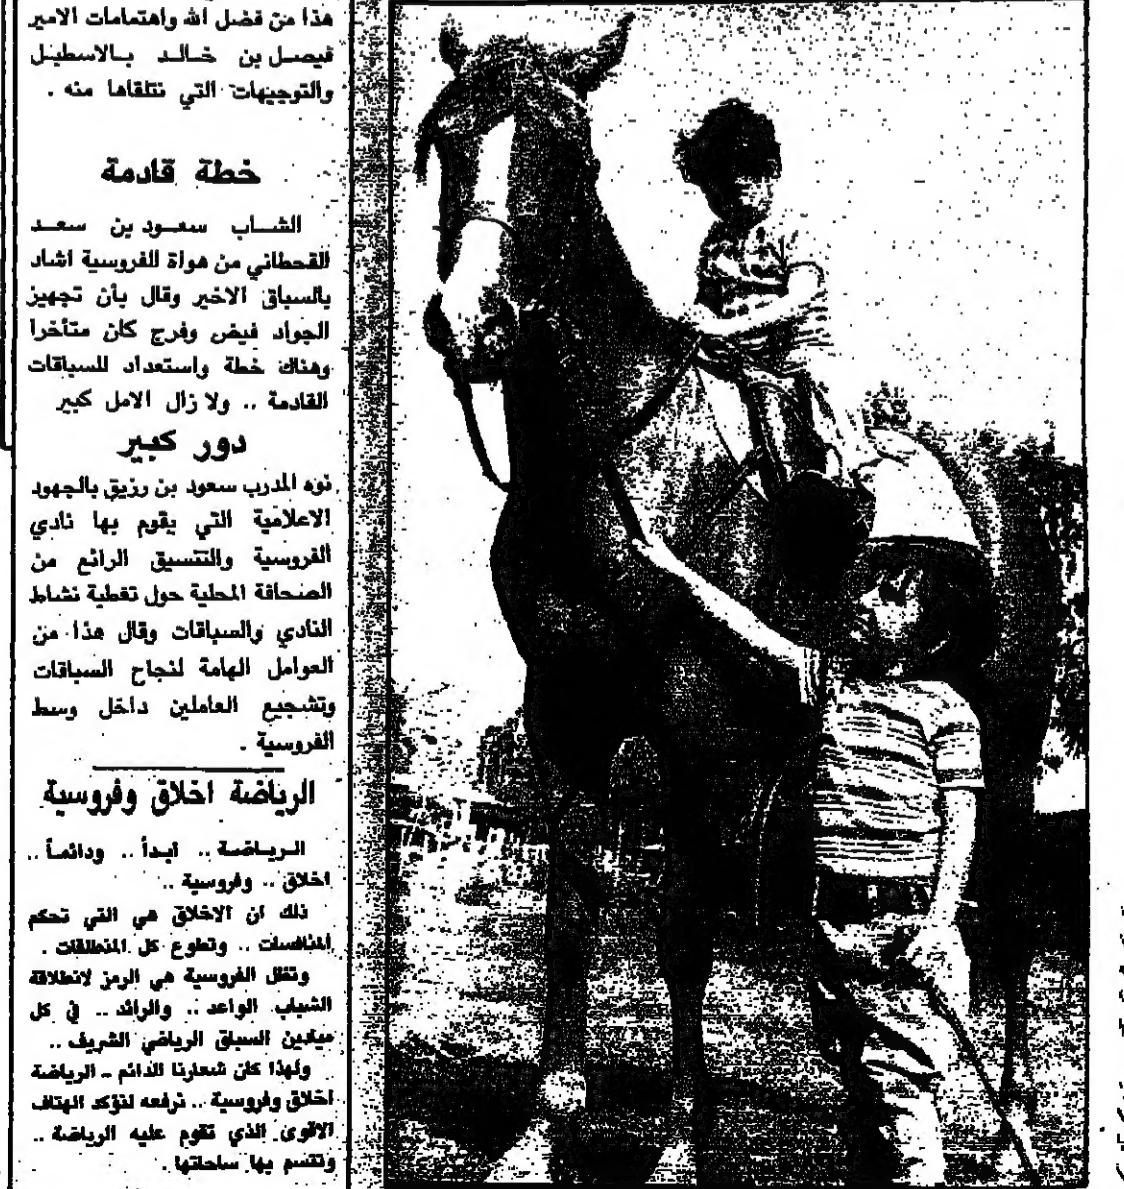 هذا من فضل الله واهتمامات الامير
فيصل بن خالد بالاسطبل
والتوجيهات التي نتلقاها منه .
خطة قادمة
الشاب سعود بن سعد
القحطاني من هواة الفروسية اشاد
بالسباق الاخير وقال بأن تجهيز
الجواد فيض وفرج كان متأخرا
وهناك خطة واستعداد للسباقات
القادمة .. ولا زال الامل كبير
دور كبير
نوه المدرب سعود بن رزيق بالجهود
الاعلامية التي يقوم بها نادي
الفروسية والتنسيق الرائع من
الصحافة المحلية حول تغطية نشاط
النادي والسباقات وقال هذا من
العوامل الهامة لنجاح السباقات
وتشجيع العاملين داخل وسط
الفروسية .
الرياضة اخلاق وفروسية
الرياضة .. ابدأ .. ودائماً ..
اخلاق .. وفروسية ..
ذلك ان الاخلاق هي التي تحكم
المنافسات .. وتطوع كل المنطلقات .
وتظل الفروسية هي الرمز لانطلاقة
الشباب الواعد .. والرائد .. في كل
ميادين السباق الرياضي الشريف ..
ولهذا كان شعارنا الدائم ـ الرياضة
اخلاق وفروسية .. نرفعه لنؤكد الهتاف
الاقوى الذي تقوم عليه الرياضة ..
وتتسم بها ساحاتها .